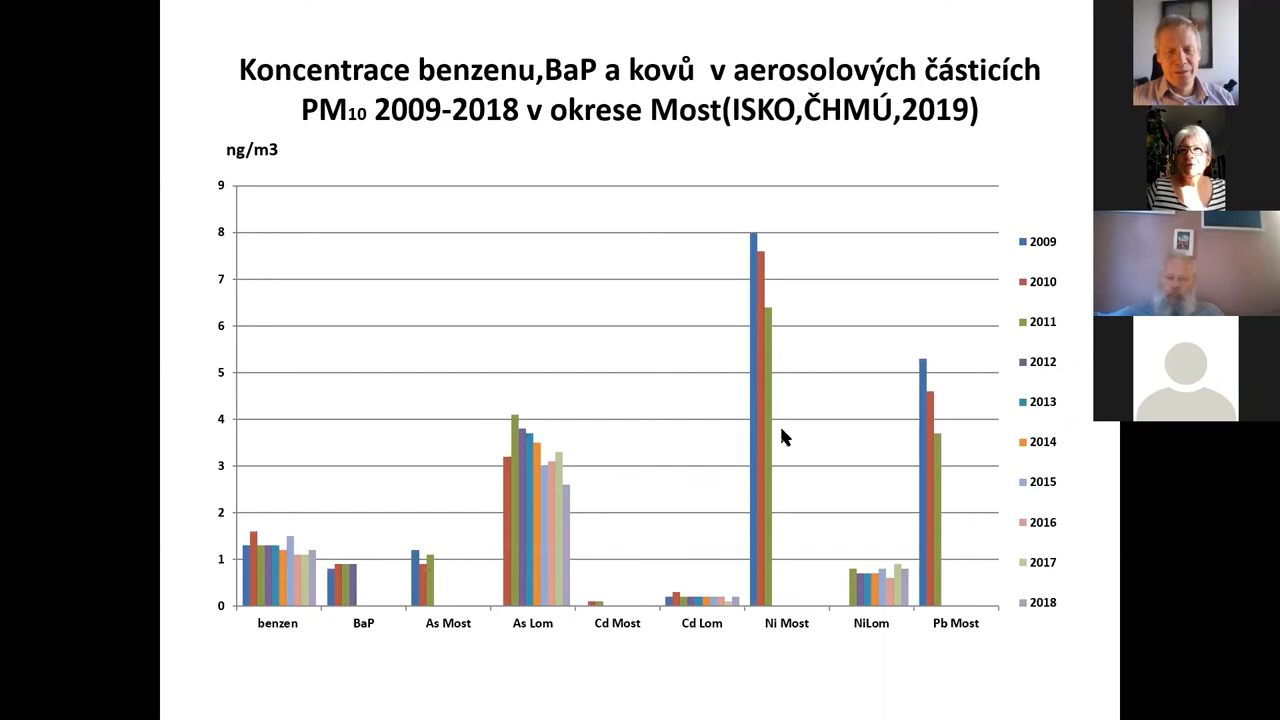 Koncentrace benzenu,BaP a kovů  v aerosolových částicích
PM₁₀ 2009-2018 v okrese Most(ISKO,ČHMÚ,2019)
ng/m3
9
8
7
6
5
4
3
2
1
0
benzen
BaP
As Most
As Lom
Cd Most
Cd Lom
Ni Most
NiLom
Pb Most
2009
2010
2011
2012
2013
2014
2015
2016
2017
2018